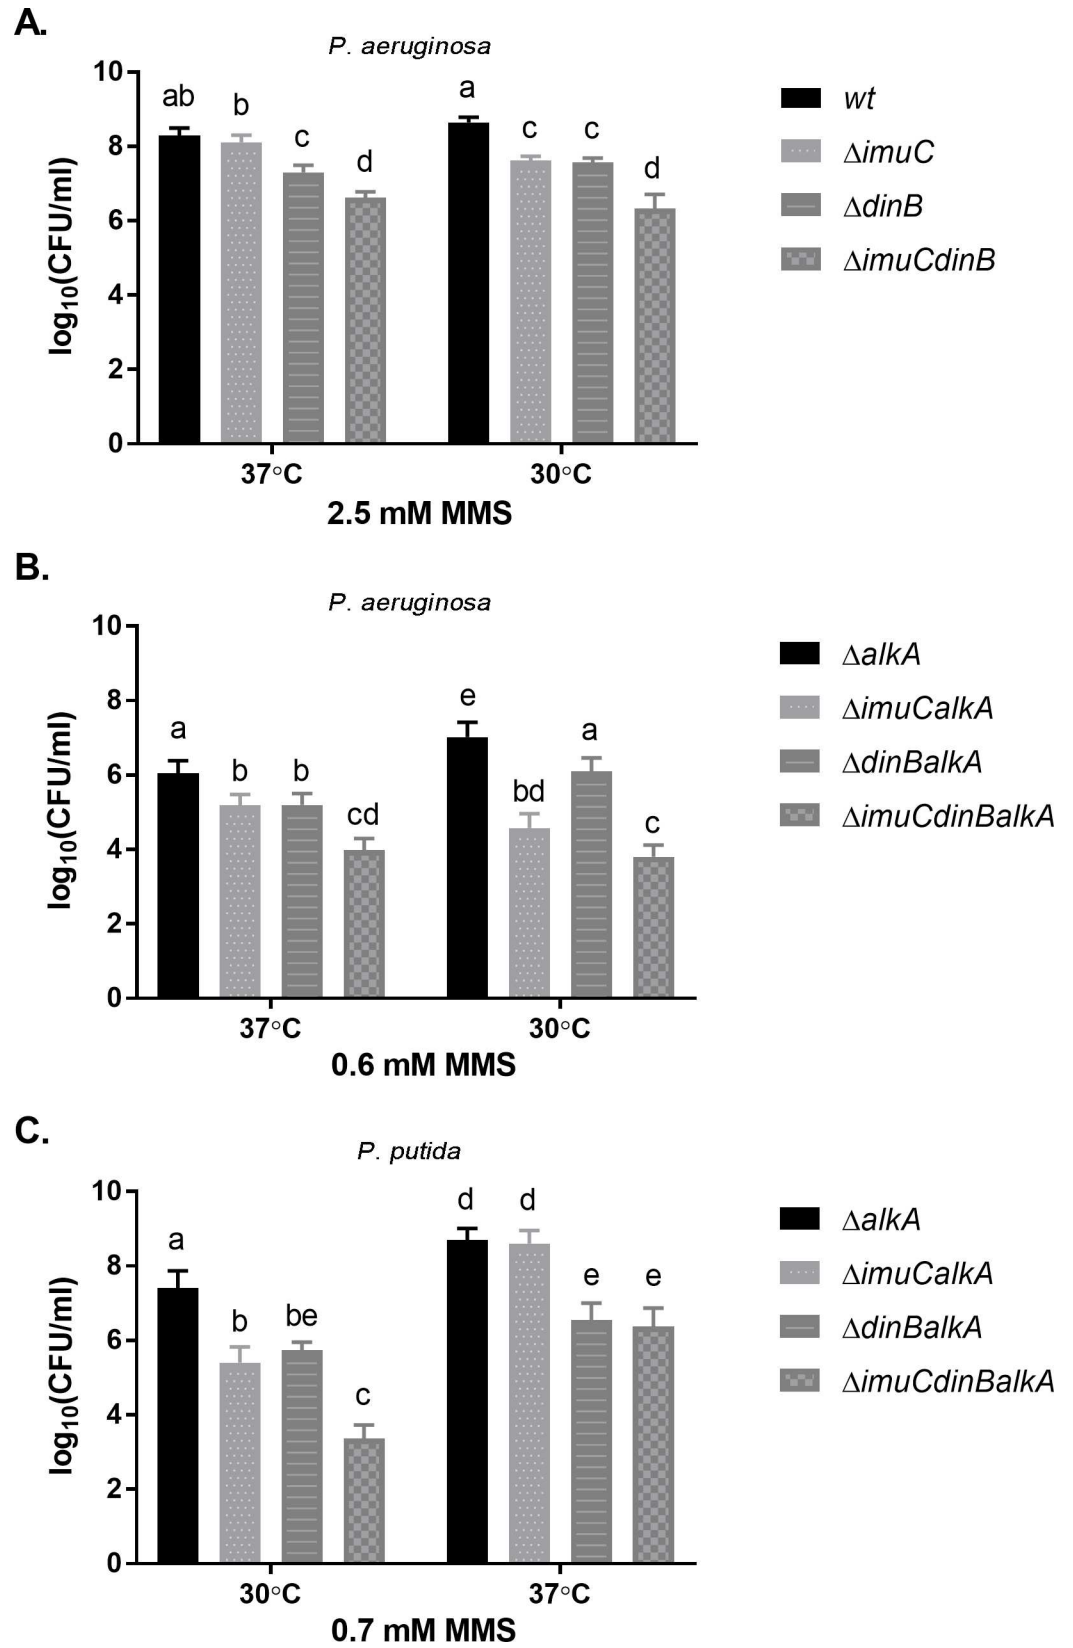 A.
P. aeruginosa
10
8
6
4
2
0
log10(CFU/ml)
ab
b
c
d
a
c
c
d
37°C
30°C
2.5 mM MMS
wt
ΔimuC
ΔdinB
ΔimuCdinB
B.
P. aeruginosa
10
8
6
4
2
0
log10(CFU/ml)
a
b
b
cd
e
bd
a
c
37°C
30°C
0.6 mM MMS
ΔalkA
ΔimuCalkA
ΔdinBalkA
ΔimuCdinBalkA
C.
P. putida
10
8
6
4
2
0
log10(CFU/ml)
a
b
be
c
d
d
e
e
30°C
37°C
0.7 mM MMS
ΔalkA
ΔimuCalkA
ΔdinBalkA
ΔimuCdinBalkA